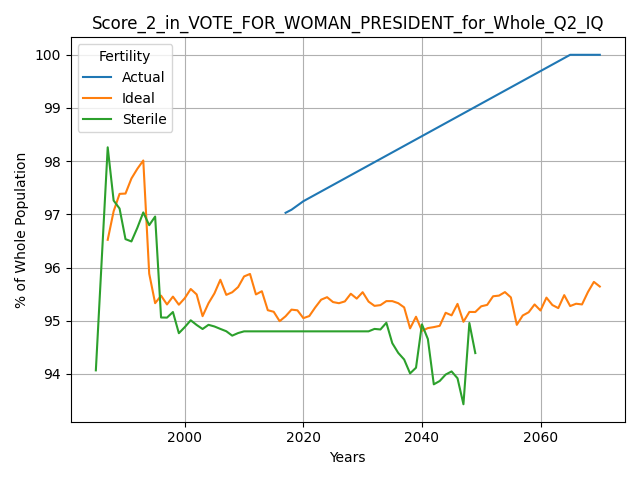 Score_2_in_VOTE_FOR_WOMAN_PRESIDENT_for_Whole_Q2_IQ
Fertility
Actual
Ideal
Sterile
% of Whole Population
100
99
98
97
96
95
94
2000
2020
2040
2060
Years